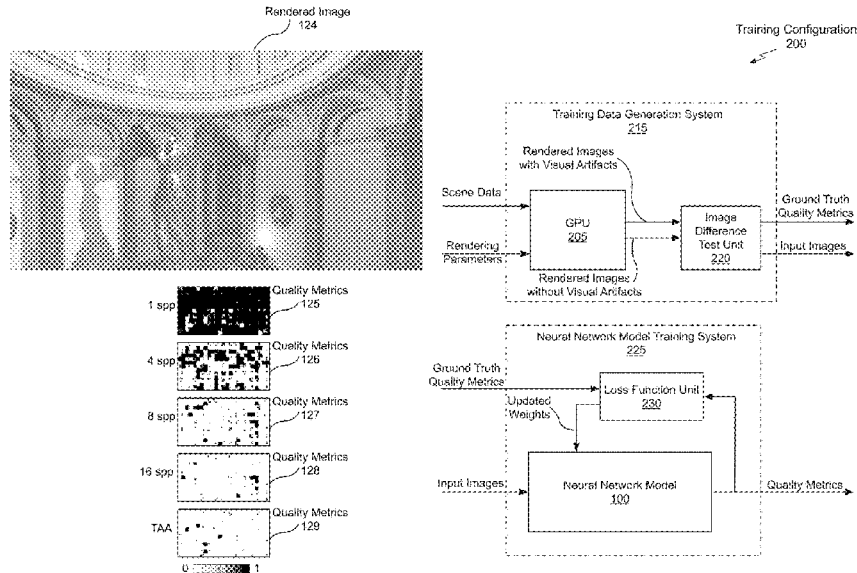 Rendered Image
124
Training Configuration
200
Training Data Generation System
215
Rendered Images
with Visual Artifacts
Scene Data
GPU
205
Image
Difference
Test Unit
220
Ground Truth
Quality Metrics
Input Images
Rendering
Parameters
Rendered Images
without Visual Artifacts
1 spp
Quality Metrics
125
4 spp
Quality Metrics
126
8 spp
Quality Metrics
127
16 spp
Quality Metrics
128
TAA
Quality Metrics
129
0
1
Neural Network Model Training System
225
Ground Truth
Quality Metrics
Loss Function Unit
230
Updated
Weights
Input Images
Neural Network Model
100
Quality Metrics